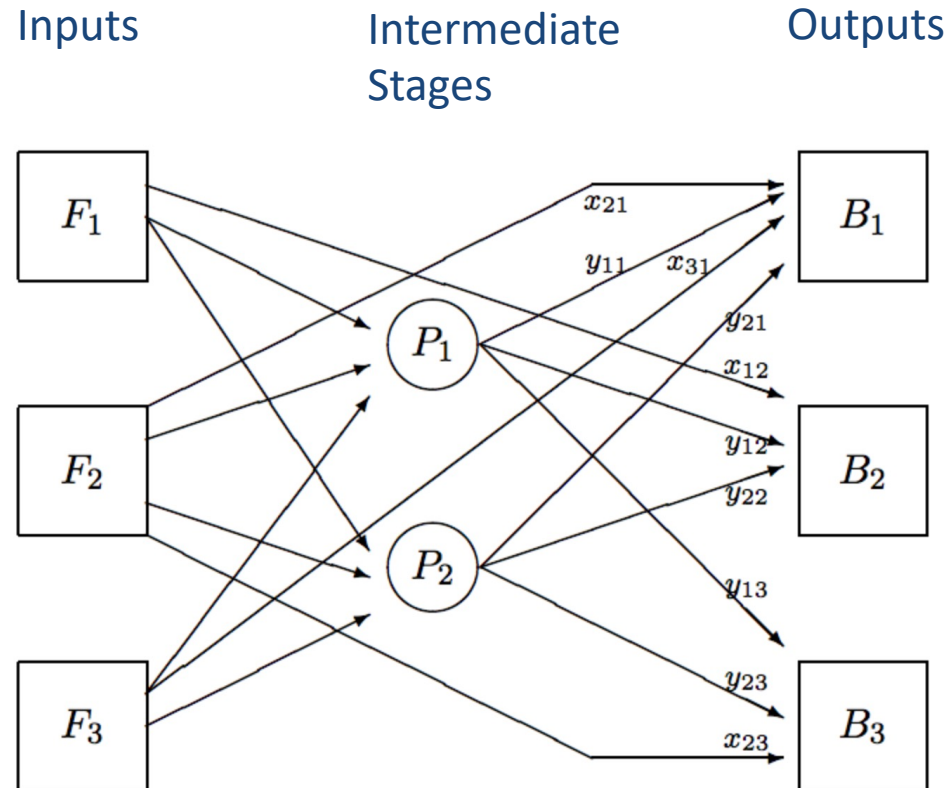 Inputs
Intermediate
Stages
Outputs
F₁
F₂
F₃
P₁
P₂
x₂₁
y₁₁
x₃₁
y₂₁
x₁₂
y₁₂
y₂₂
y₁₃
y₂₃
x₂₃
B₁
B₂
B₃